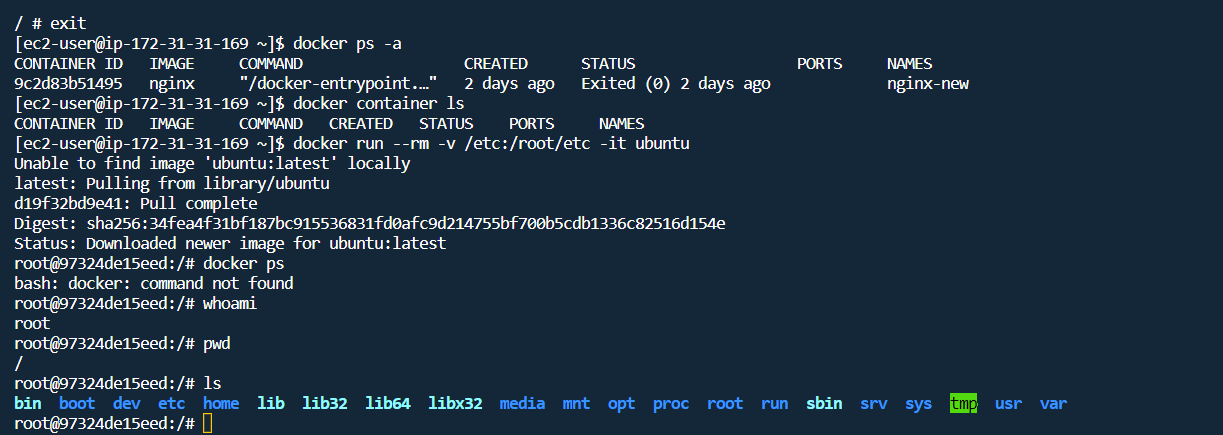 / # exit
[ec2-user@ip-172-31-31-169 ~]$ docker ps -a
CONTAINER ID   IMAGE     COMMAND                  CREATED      STATUS                  PORTS     NAMES
9c2d83b51495   nginx     "/docker-entrypoint.…"   2 days ago   Exited (0) 2 days ago             nginx-new
[ec2-user@ip-172-31-31-169 ~]$ docker container ls
CONTAINER ID   IMAGE     COMMAND   CREATED   STATUS    PORTS     NAMES
[ec2-user@ip-172-31-31-169 ~]$ docker run --rm -v /etc:/root/etc -it ubuntu
Unable to find image 'ubuntu:latest' locally
latest: Pulling from library/ubuntu
d19f32bd9e41: Pull complete
Digest: sha256:34fea4f31bf187bc915536831fd0afc9d214755bf700b5cdb1336c82516d154e
Status: Downloaded newer image for ubuntu:latest
root@97324de15eed:/# docker ps
bash: docker: command not found
root@97324de15eed:/# whoami
root
root@97324de15eed:/# pwd
/
root@97324de15eed:/# ls
bin  boot  dev  etc  home  lib  lib32  lib64  libx32  media  mnt  opt  proc  root  run  sbin  srv  sys  tmp  usr  var
root@97324de15eed:/#